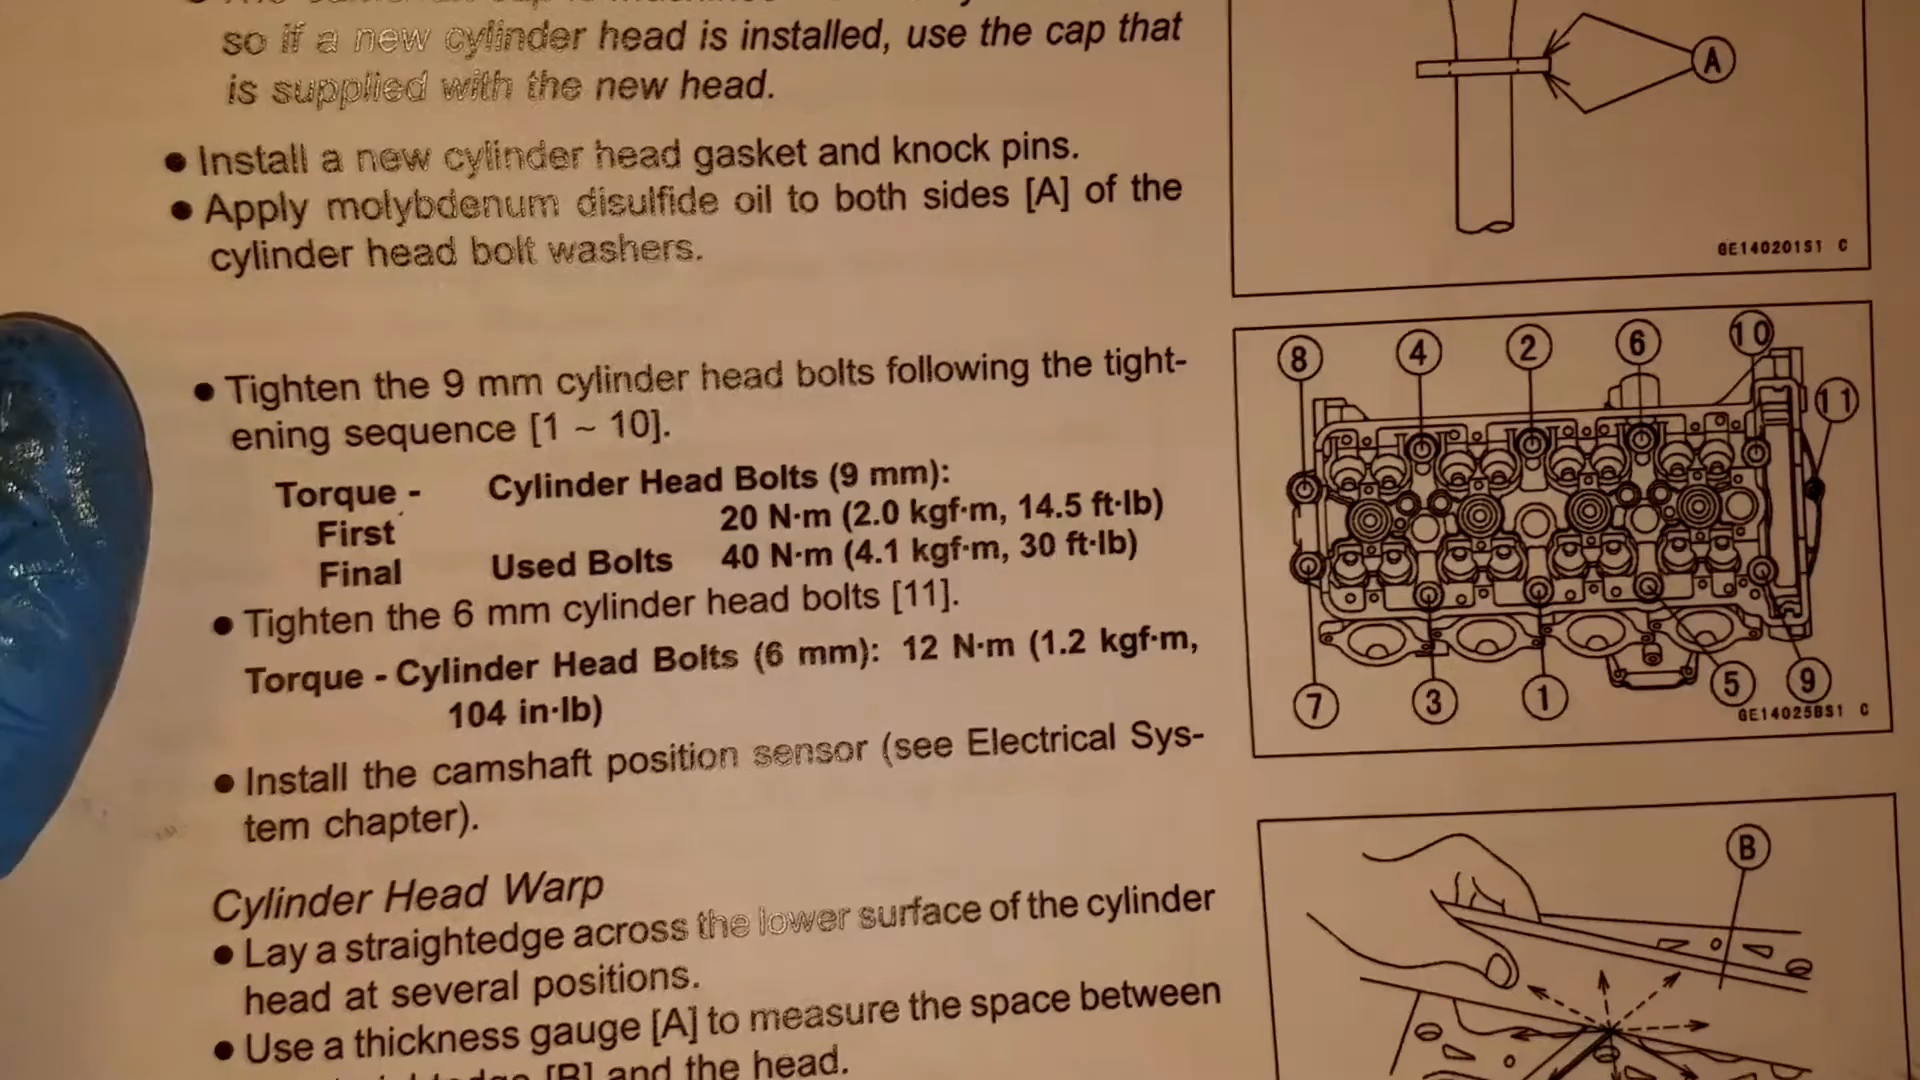 so if a new cylinder head is installed, use the cap that
is supplied with the new head.
● Install a new cylinder head gasket and knock pins.
● Apply molybdenum disulfide oil to both sides [A] of the
cylinder head bolt washers.
● Tighten the 9 mm cylinder head bolts following the tight-
ening sequence [1 ~ 10].
Torque - Cylinder Head Bolts (9 mm):
First 20 N·m (2.0 kgf·m, 14.5 ft·lb)
Final Used Bolts 40 N·m (4.1 kgf·m, 30 ft·lb)
● Tighten the 6 mm cylinder head bolts [11].
Torque - Cylinder Head Bolts (6 mm): 12 N·m (1.2 kgf·m,
104 in·lb)
● Install the camshaft position sensor (see Electrical Sys-
tem chapter).
Cylinder Head Warp
● Lay a straightedge across the lower surface of the cylinder
head at several positions.
● Use a thickness gauge [A] to measure the space between
[B] and the head.
A
GE140201S1 C
8 4 2 6 10
11
7 3 1 5 9
GE14025BS1 C
B